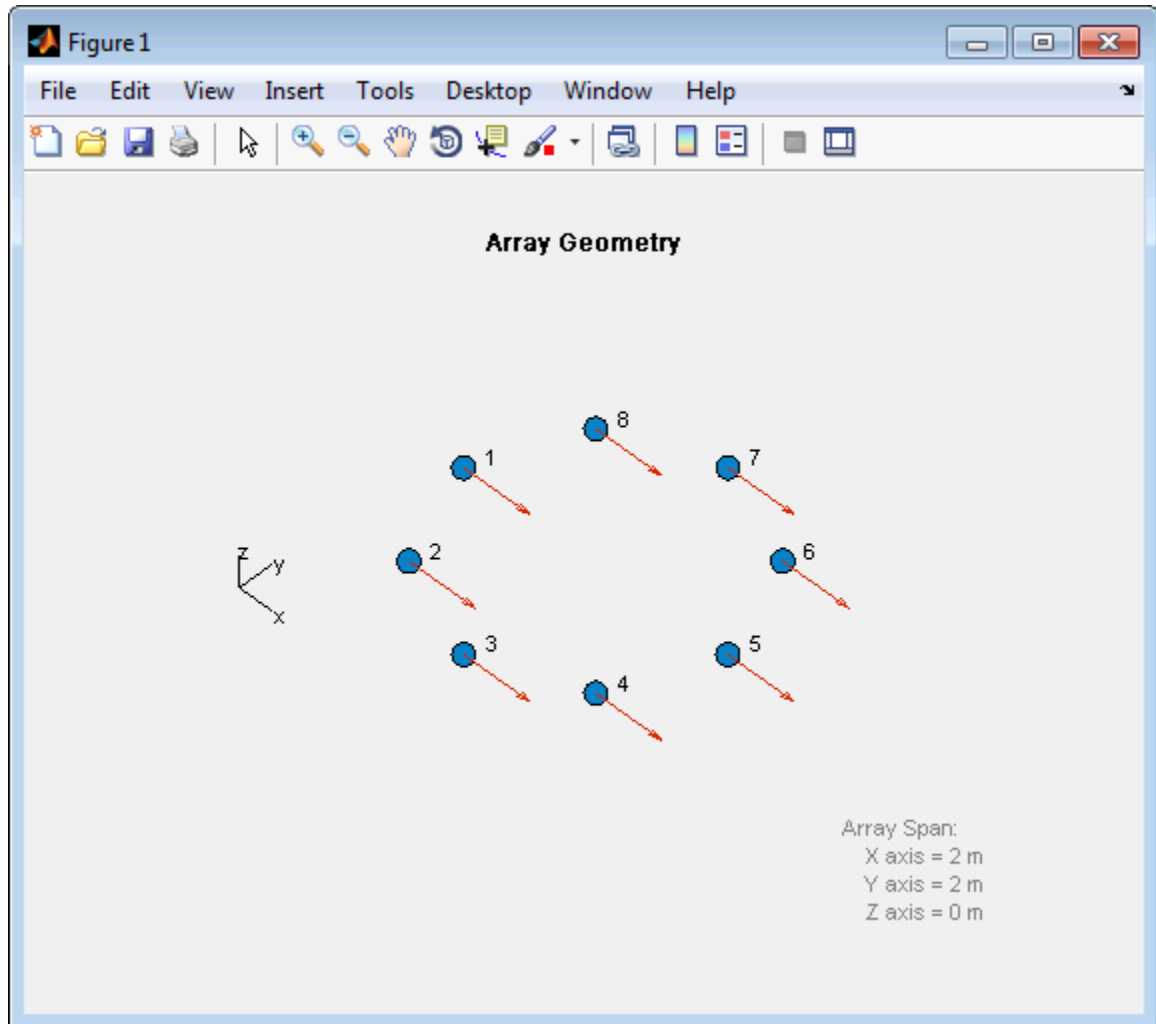 Figure 1
File Edit View Insert Tools Desktop Window Help
Array Geometry
8
1
7
z
y
x
2
6
3
5
4
Array Span:
X axis = 2 m
Y axis = 2 m
Z axis = 0 m